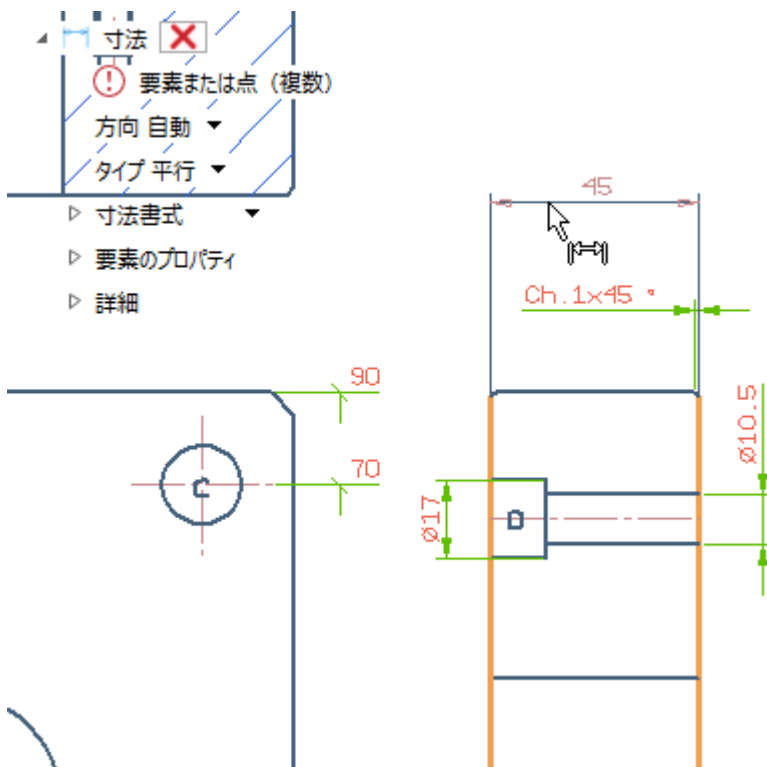 寸法
要素または点（複数）
方向 自動
タイプ 平行
寸法書式
要素のプロパティ
詳細
45
Ch.1x45 °
90
70
C
ø17
D
ø10.5